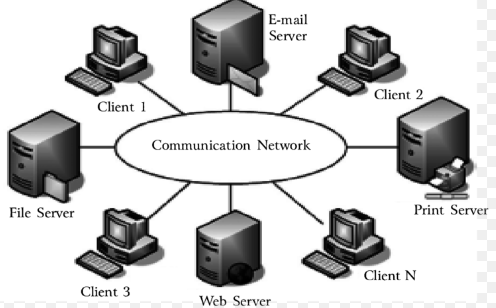 E-mail
Server
Client 1
Client 2
Communication Network
File Server
Print Server
Client 3
Web Server
Client N